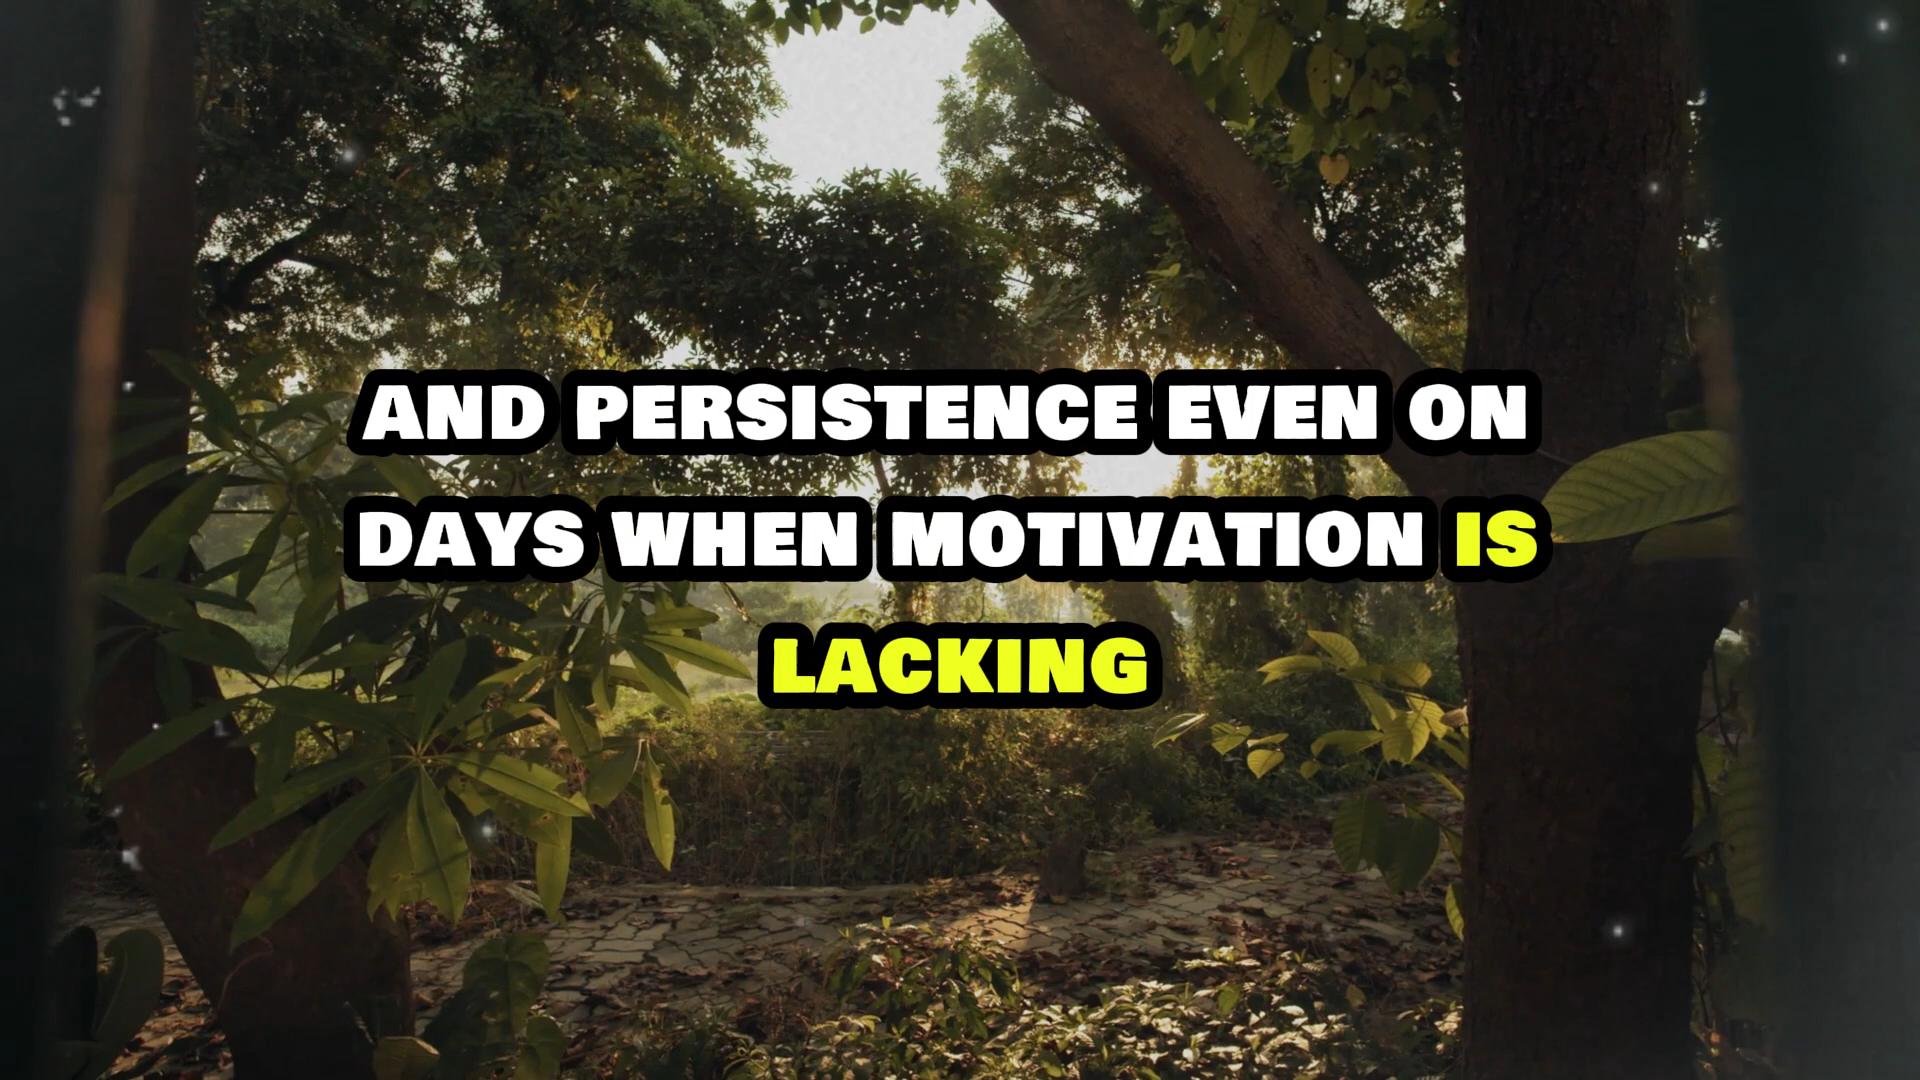 AND PERSISTENCE EVEN ON
DAYS WHEN MOTIVATION IS
LACKING